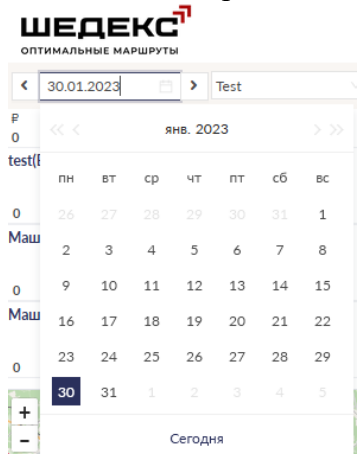 ШЕДЕКС
ОПТИМАЛЬНЫЕ МАРШРУТЫ
30.01.2023 Test
₽
0
янв. 2023
test(
пн вт ср чт пт сб вс
0 26 27 28 29 30 31 1
Маш
2 3 4 5 6 7 8
0 9 10 11 12 13 14 15
Маш
16 17 18 19 20 21 22
0 23 24 25 26 27 28 29
30 31 1 2 3 4 5
+
−
Сегодня